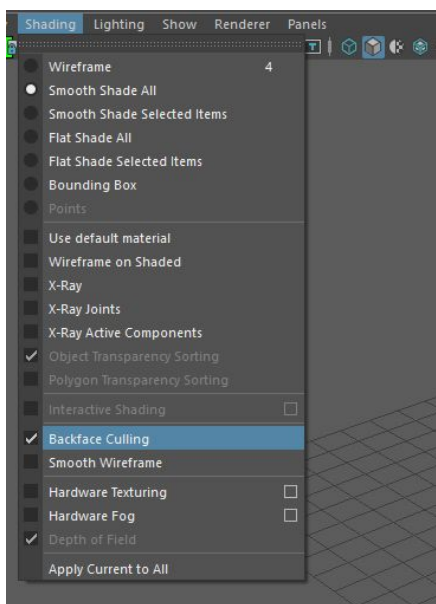 Shading Lighting Show Renderer Panels
Wireframe 4
Smooth Shade All
Smooth Shade Selected Items
Flat Shade All
Flat Shade Selected Items
Bounding Box
Points
Use default material
Wireframe on Shaded
X-Ray
X-Ray Joints
X-Ray Active Components
Object Transparency Sorting
Polygon Transparency Sorting
Interactive Shading
Backface Culling
Smooth Wireframe
Hardware Texturing
Hardware Fog
Depth of Field
Apply Current to All